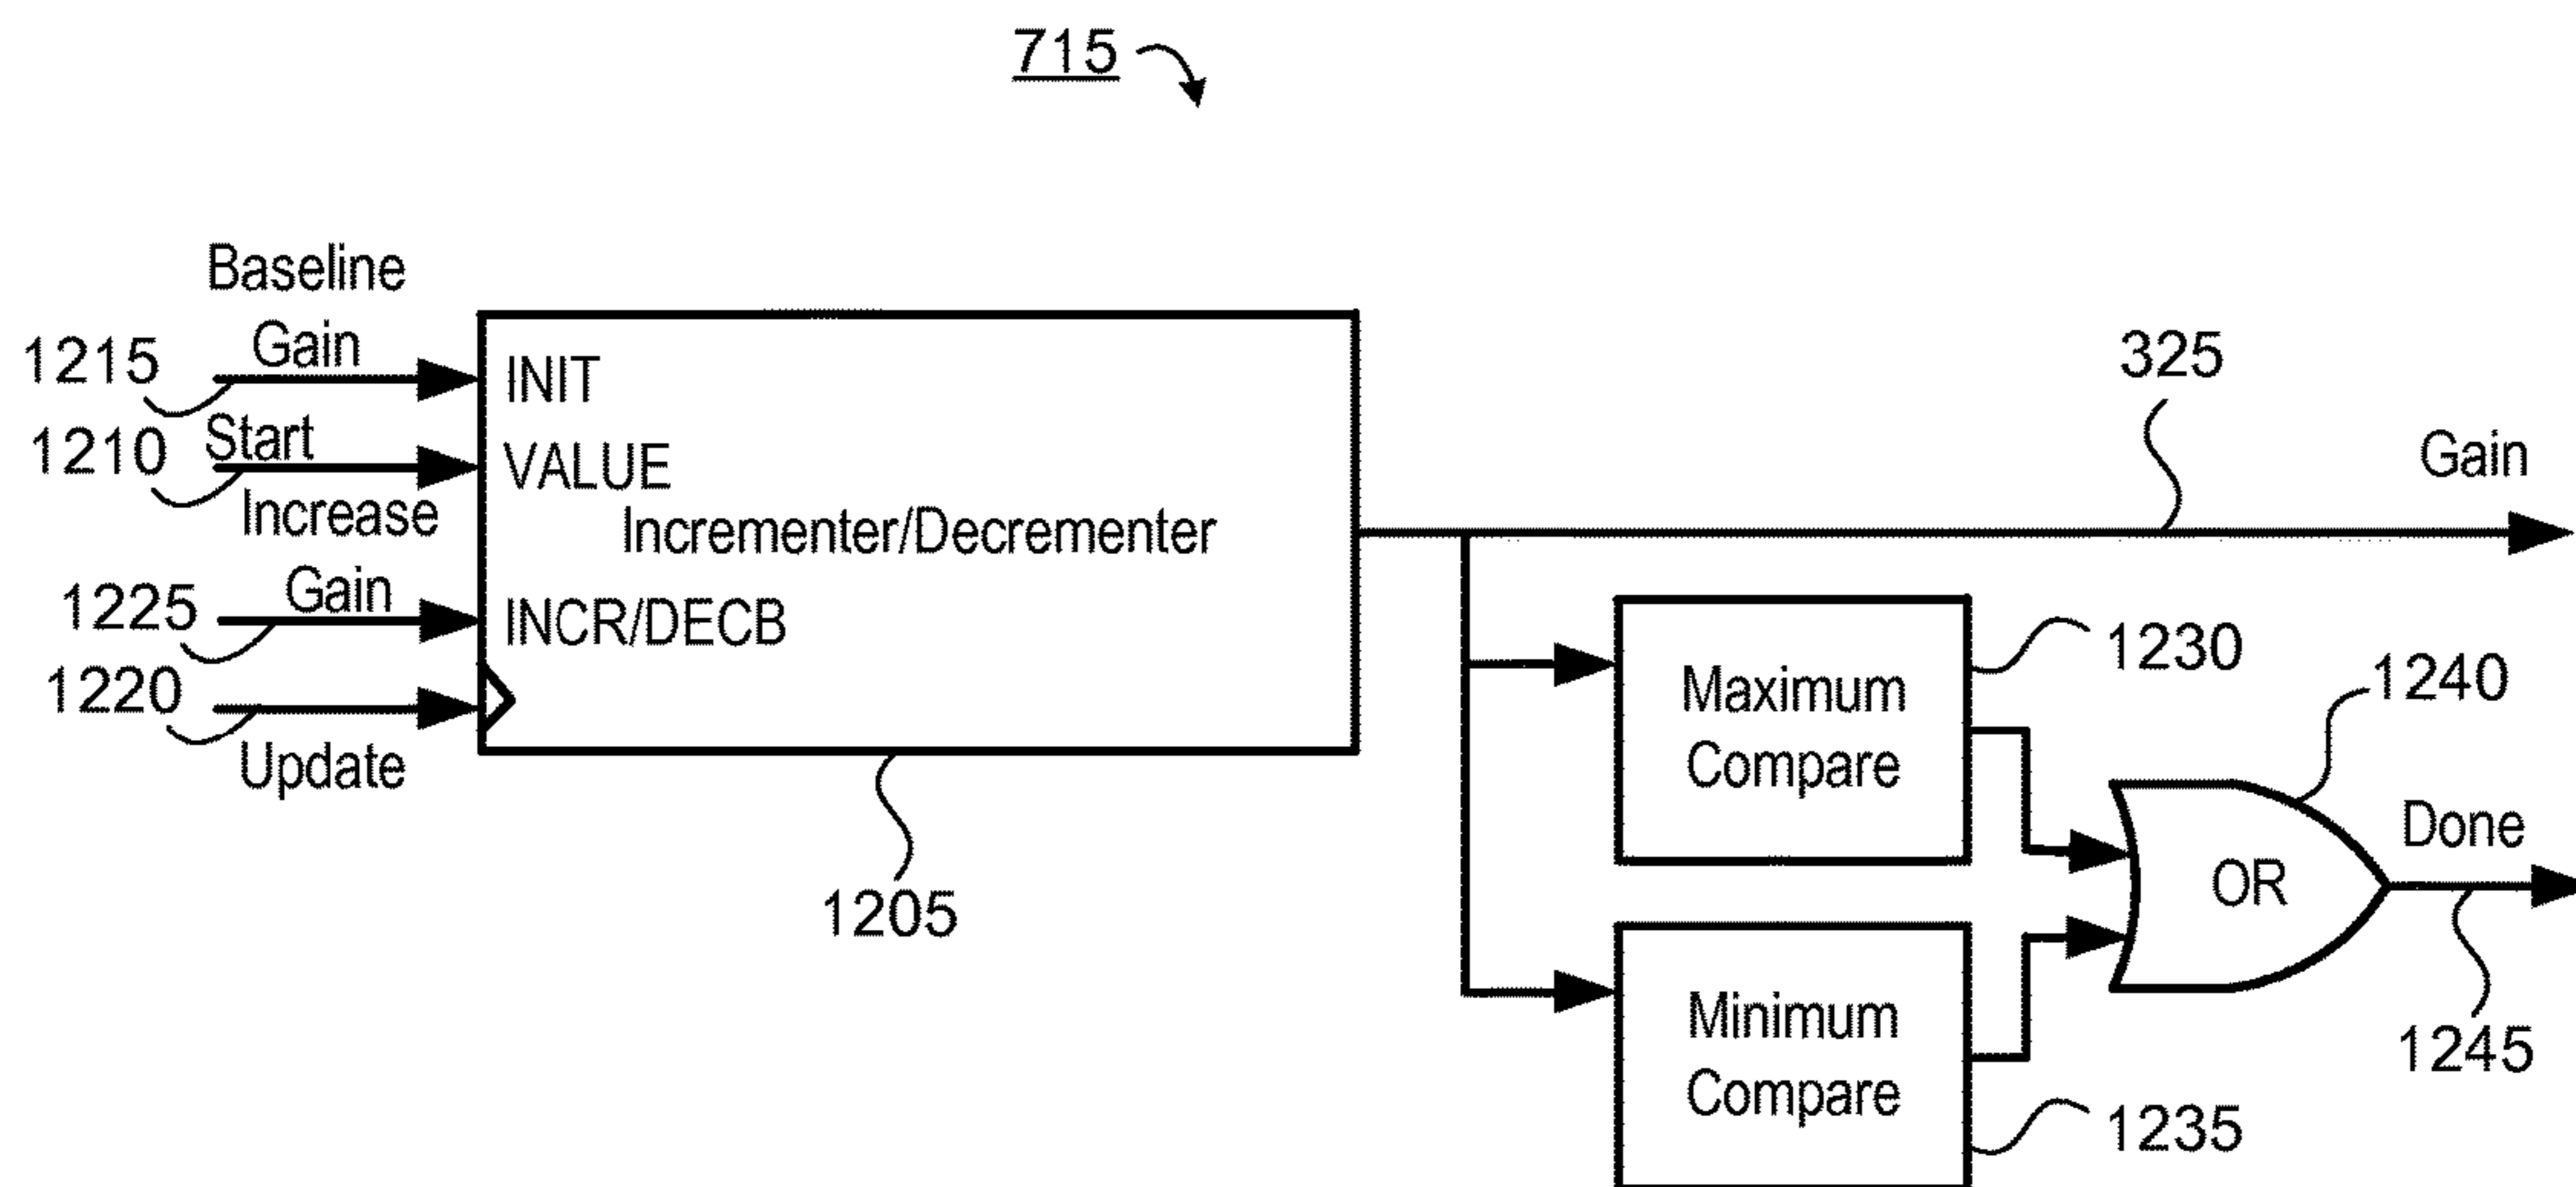 715
Baseline
Gain
1215
INIT
Start
1210
VALUE
Increase
Incrementer/Decrementer
Gain
1225
INCR/DECB
1220
Update
1205
325
Gain
Maximum
Compare
1230
1240
OR
Done
1245
Minimum
Compare
1235